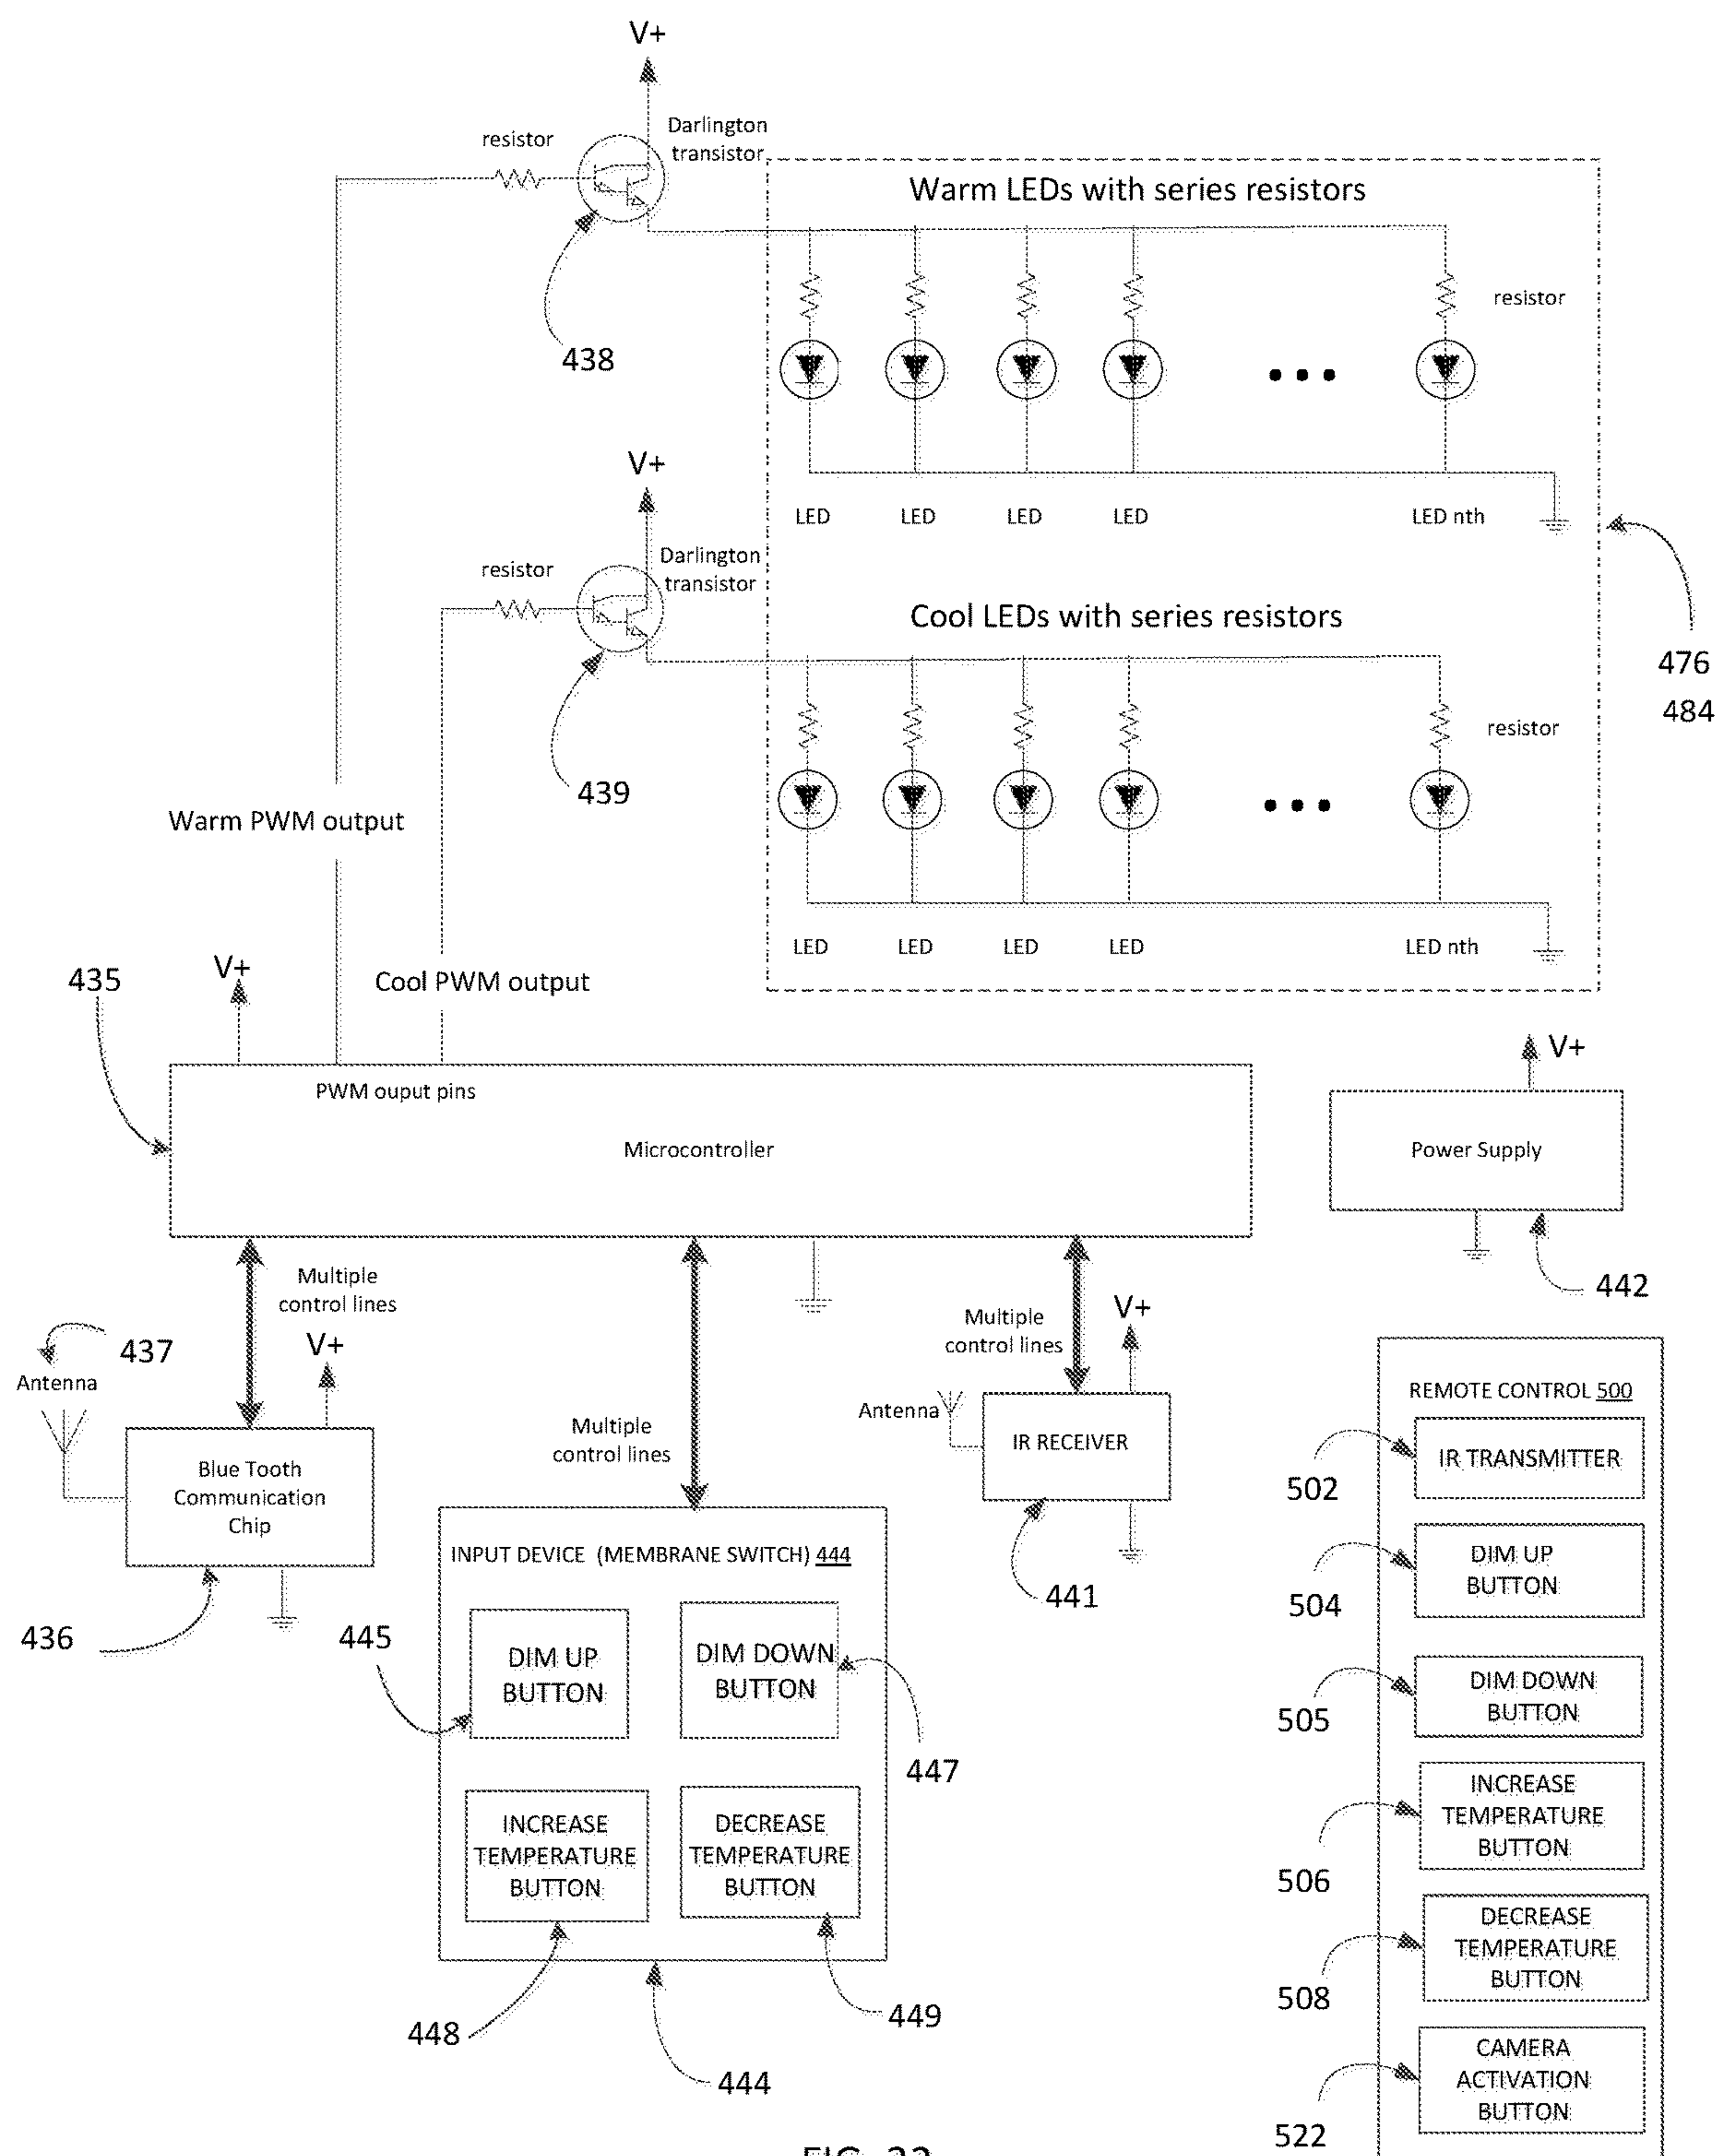 V+
resistor
Darlington
transistor
Warm LEDs with series resistors
438
resistor
LED
LED
LED
LED
LED nth
V+
resistor
Darlington
transistor
Cool LEDs with series resistors
476
484
439
resistor
Warm PWM output
LED
LED
LED
LED
LED nth
435
V+
Cool PWM output
V+
PWM ouput pins
Microcontroller
Power Supply
442
Multiple
control lines
V+
437
Antenna
Blue Tooth
Communication
Chip
436
Multiple
control lines
Multiple
control lines
V+
Antenna
IR RECEIVER
441
INPUT DEVICE (MEMBRANE SWITCH) 444
445
DIM UP
BUTTON
DIM DOWN
BUTTON
447
INCREASE
TEMPERATURE
BUTTON
DECREASE
TEMPERATURE
BUTTON
448
449
444
REMOTE CONTROL 500
IR TRANSMITTER
502
DIM UP
BUTTON
504
DIM DOWN
BUTTON
505
INCREASE
TEMPERATURE
BUTTON
506
DECREASE
TEMPERATURE
BUTTON
508
CAMERA
ACTIVATION
BUTTON
522